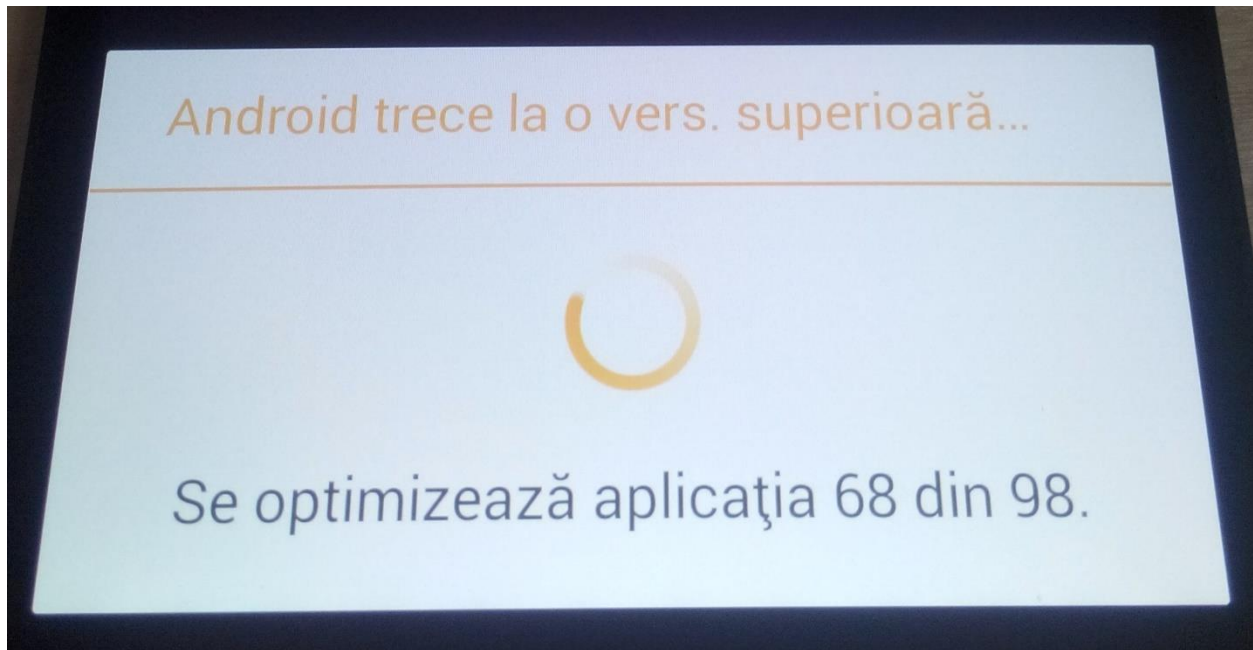 Android trece la o vers. superioară...
Se optimizează aplicaţia 68 din 98.